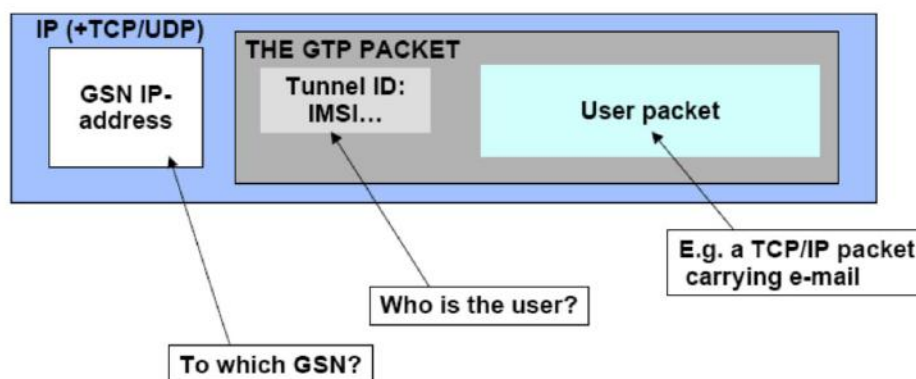 IP (+TCP/UDP)
THE GTP PACKET
GSN IP-
address
Tunnel ID:
IMSI...
User packet
E.g. a TCP/IP packet
carrying e-mail
Who is the user?
To which GSN?